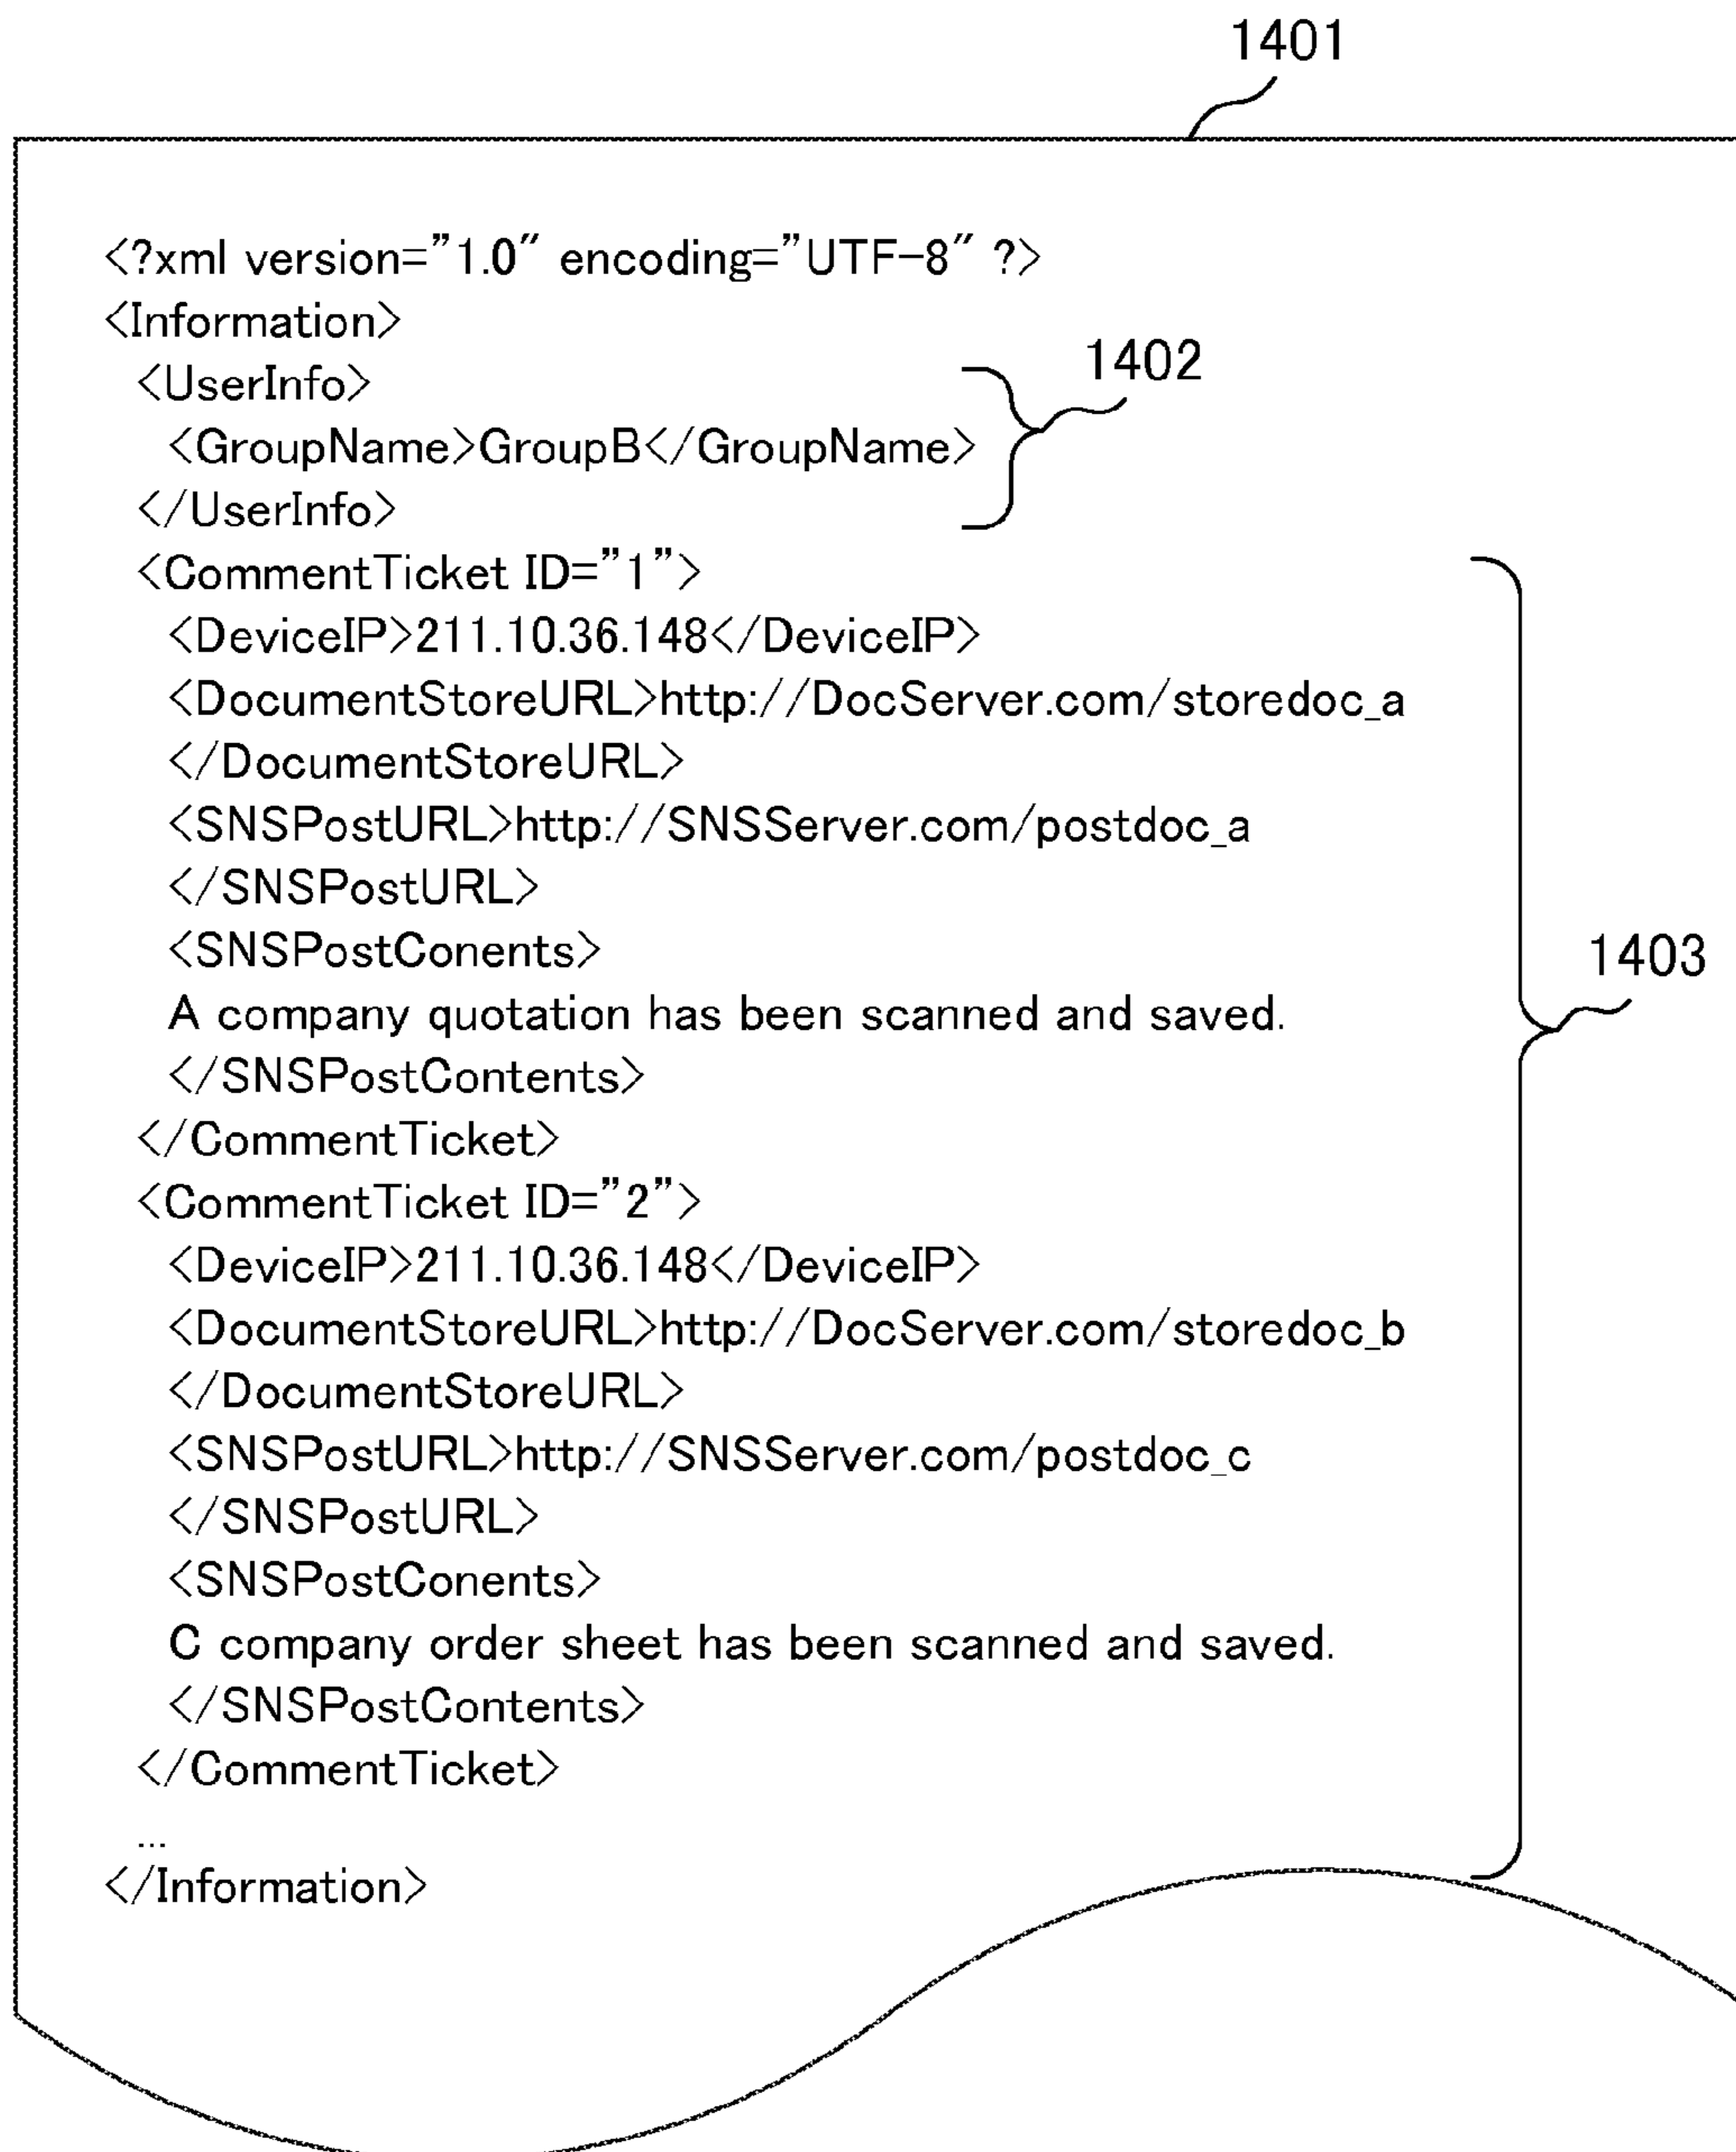 1401
<?xml version="1.0" encoding="UTF-8" ?>
<Information>
<UserInfo>
1402
<GroupName>GroupB</GroupName>
</UserInfo>
<CommentTicket ID="1">
<DeviceIP>211.10.36.148</DeviceIP>
<DocumentStoreURL>http://DocServer.com/storedoc_a
</DocumentStoreURL>
<SNSPostURL>http://SNSServer.com/postdoc_a
</SNSPostURL>
<SNSPostConents>
1403
A company quotation has been scanned and saved.
</SNSPostContents>
</CommentTicket>
<CommentTicket ID="2">
<DeviceIP>211.10.36.148</DeviceIP>
<DocumentStoreURL>http://DocServer.com/storedoc_b
</DocumentStoreURL>
<SNSPostURL>http://SNSServer.com/postdoc_c
</SNSPostURL>
<SNSPostConents>
C company order sheet has been scanned and saved.
</SNSPostContents>
</CommentTicket>
...
</Information>